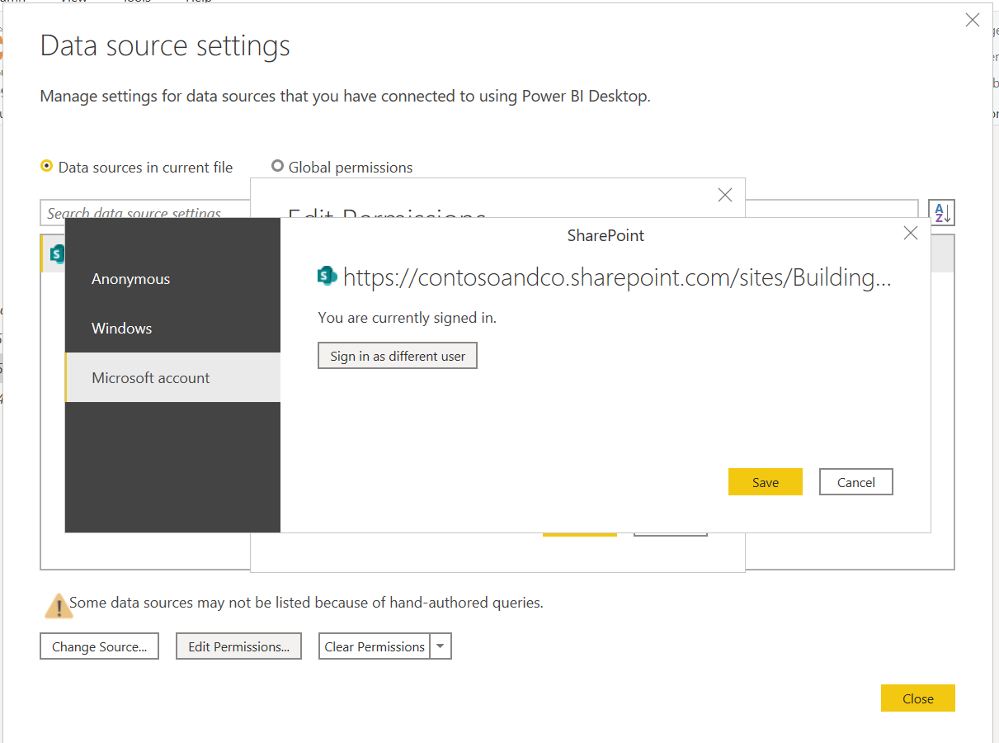 View
Help
Data source settings
Manage settings for data sources that you have connected to using Power BI Desktop.
Data sources in current file
Global permissions
Edit Permissions
Search data source settings
SharePoint
Anonymous
https://contosoandco.sharepoint.com/sites/Building...
You are currently signed in.
Windows
Sign in as different user
Microsoft account
Save
Cancel
Some data sources may not be listed because of hand-authored queries.
Change Source...
Edit Permissions...
Clear Permissions
Close